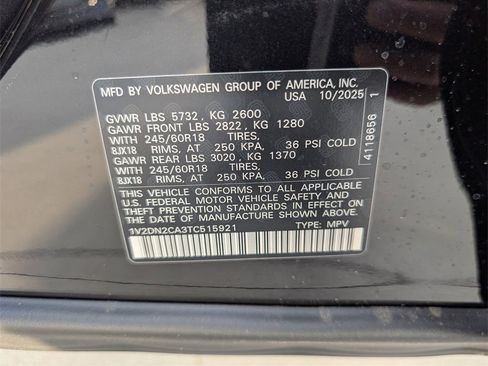 MFD BY VOLKSWAGEN GROUP OF AMERICA, INC.
USA 10/2025
GVWR LBS 5732, KG 2600
GAWR FRONT LBS 2822, KG 1280
WITH 245/60R18 TIRES,
8JX18 RIMS, AT 250 KPA, 36 PSI COLD
GAWR REAR LBS 3020, KG 1370
WITH 245/60R18 TIRES,
8JX18 RIMS, AT 250 KPA, 36 PSI COLD
THIS VEHICLE CONFORMS TO ALL APPLICABLE
U.S. FEDERAL MOTOR VEHICLE SAFETY AND
THEFT PREVENTION STANDARDS IN EFFECT ON
THE DATE OF MANUFACTURE SHOWN ABOVE.
1V2DN2CA3TC515921 TYPE: MPV
4118656 1